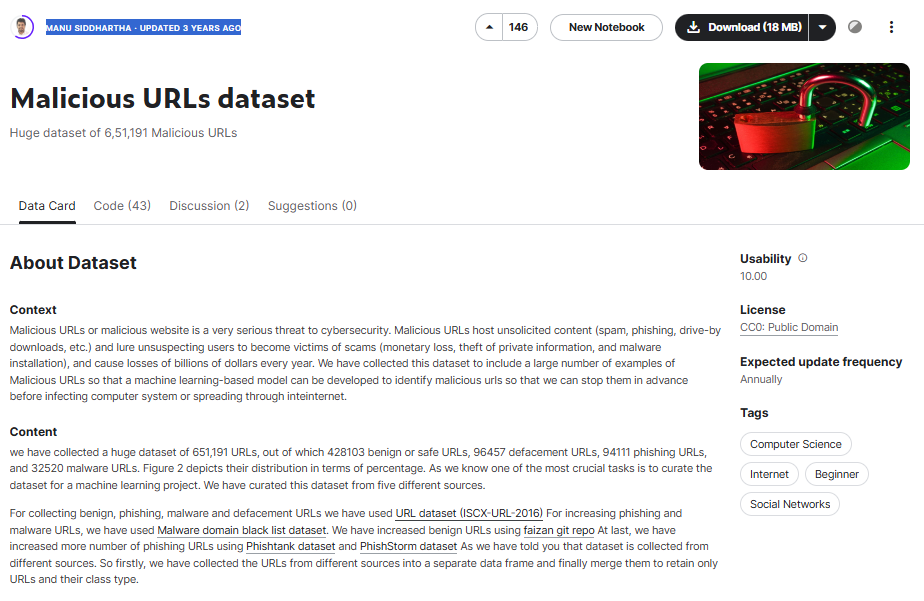 MANU SIDDHARTHA · UPDATED 3 YEARS AGO
146
New Notebook
Download (18 MB)
Malicious URLs dataset
Huge dataset of 6,51,191 Malicious URLs
Data Card
Code (43)
Discussion (2)
Suggestions (0)
About Dataset
Context
Malicious URLs or malicious website is a very serious threat to cybersecurity. Malicious URLs host unsolicited content (spam, phishing, drive-by
downloads, etc.) and lure unsuspecting users to become victims of scams (monetary loss, theft of private information, and malware
installation), and cause losses of billions of dollars every year. We have collected this dataset to include a large number of examples of
Malicious URLs so that a machine learning-based model can be developed to identify malicious urls so that we can stop them in advance
before infecting computer system or spreading through inteinternet.
Content
we have collected a huge dataset of 651,191 URLs, out of which 428103 benign or safe URLs, 96457 defacement URLs, 94111 phishing URLs,
and 32520 malware URLs. Figure 2 depicts their distribution in terms of percentage. As we know one of the most crucial tasks is to curate the
dataset for a machine learning project. We have curated this dataset from five different sources.
For collecting benign, phishing, malware and defacement URLs we have used URL dataset (ISCX-URL-2016) For increasing phishing and
malware URLs, we have used Malware domain black list dataset. We have increased benign URLs using faizan git repo At last, we have
increased more number of phishing URLs using Phishtank dataset and PhishStorm dataset As we have told you that dataset is collected from
different sources. So firstly, we have collected the URLs from different sources into a separate data frame and finally merge them to retain only
URLs and their class type.
Usability
10.00
License
CC0: Public Domain
Expected update frequency
Annually
Tags
Computer Science
Internet
Beginner
Social Networks